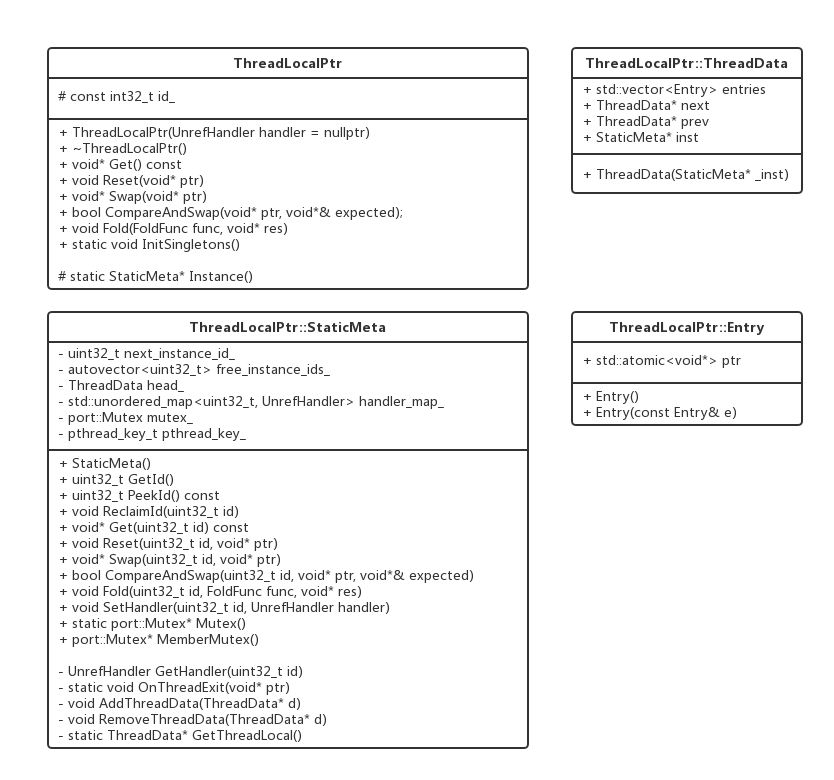 ThreadLocalPtr
# const int32_t id_
+ ThreadLocalPtr(UnrefHandler handler = nullptr)
+ ~ThreadLocalPtr()
+ void* Get() const
+ void Reset(void* ptr)
+ void* Swap(void* ptr)
+ bool CompareAndSwap(void* ptr, void*& expected);
+ void Fold(FoldFunc func, void* res)
+ static void InitSingletons()
# static StaticMeta* Instance()
ThreadLocalPtr::ThreadData
+ std::vector<Entry> entries
+ ThreadData* next
+ ThreadData* prev
+ StaticMeta* inst
+ ThreadData(StaticMeta* _inst)
ThreadLocalPtr::StaticMeta
- uint32_t next_instance_id_
- autovector<uint32_t> free_instance_ids_
- ThreadData head_
- std::unordered_map<uint32_t, UnrefHandler> handler_map_
- port::Mutex mutex_
- pthread_key_t pthread_key_
+ StaticMeta()
+ uint32_t GetId()
+ uint32_t PeekId() const
+ void ReclaimId(uint32_t id)
+ void* Get(uint32_t id) const
+ void Reset(uint32_t id, void* ptr)
+ void* Swap(uint32_t id, void* ptr)
+ bool CompareAndSwap(uint32_t id, void* ptr, void*& expected)
+ void Fold(uint32_t id, FoldFunc func, void* res)
+ void SetHandler(uint32_t id, UnrefHandler handler)
+ static port::Mutex* Mutex()
+ port::Mutex* MemberMutex()
- UnrefHandler GetHandler(uint32_t id)
- static void OnThreadExit(void* ptr)
- void AddThreadData(ThreadData* d)
- void RemoveThreadData(ThreadData* d)
- static ThreadData* GetThreadLocal()
ThreadLocalPtr::Entry
+ std::atomic<void*> ptr
+ Entry()
+ Entry(const Entry& e)